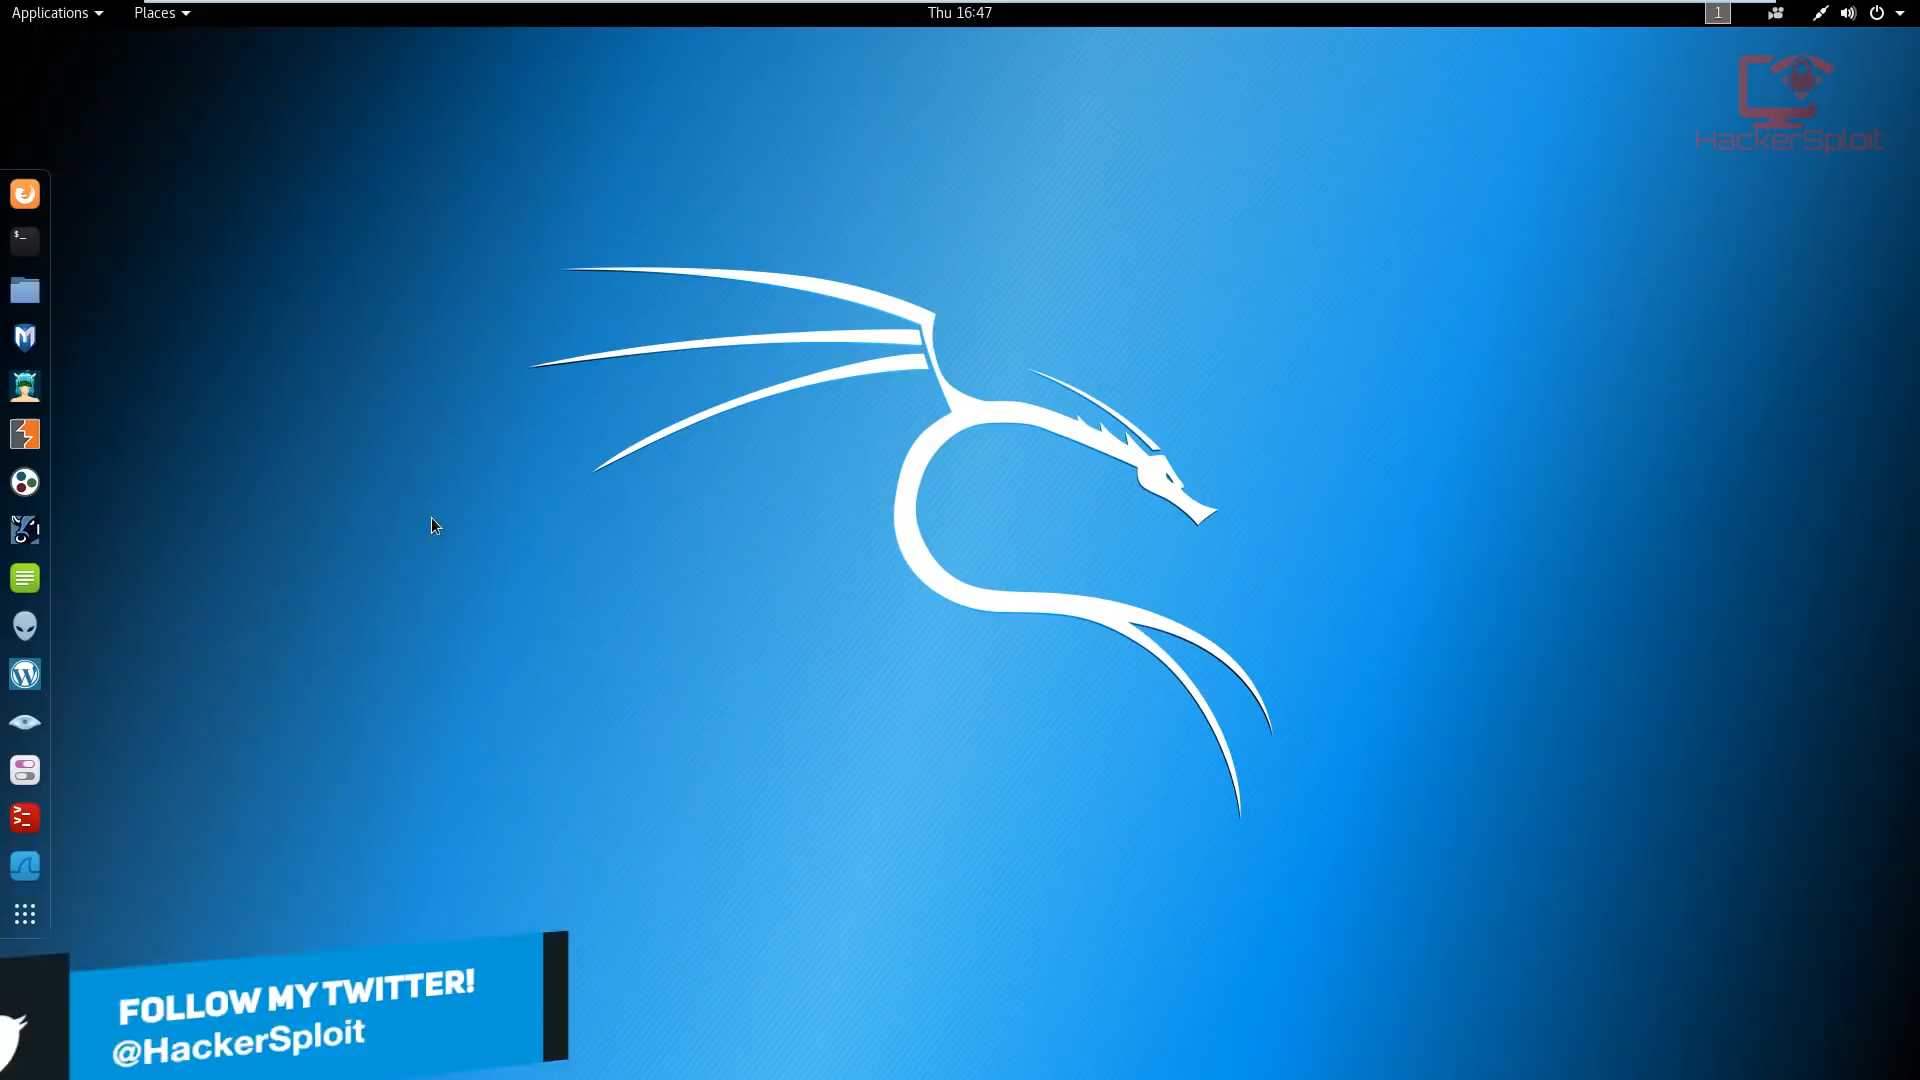 Applications
Places
Thu 16:47
1
HackerSploit
$_
FOLLOW MY TWITTER!
@HackerSploit